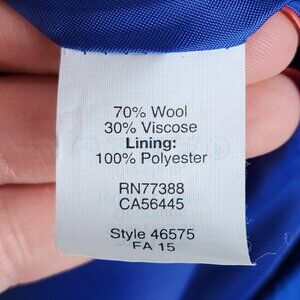 70% Wool
30% Viscose
Lining:
100% Polyester
RN77388
CA56445
Style 46575
FA 15